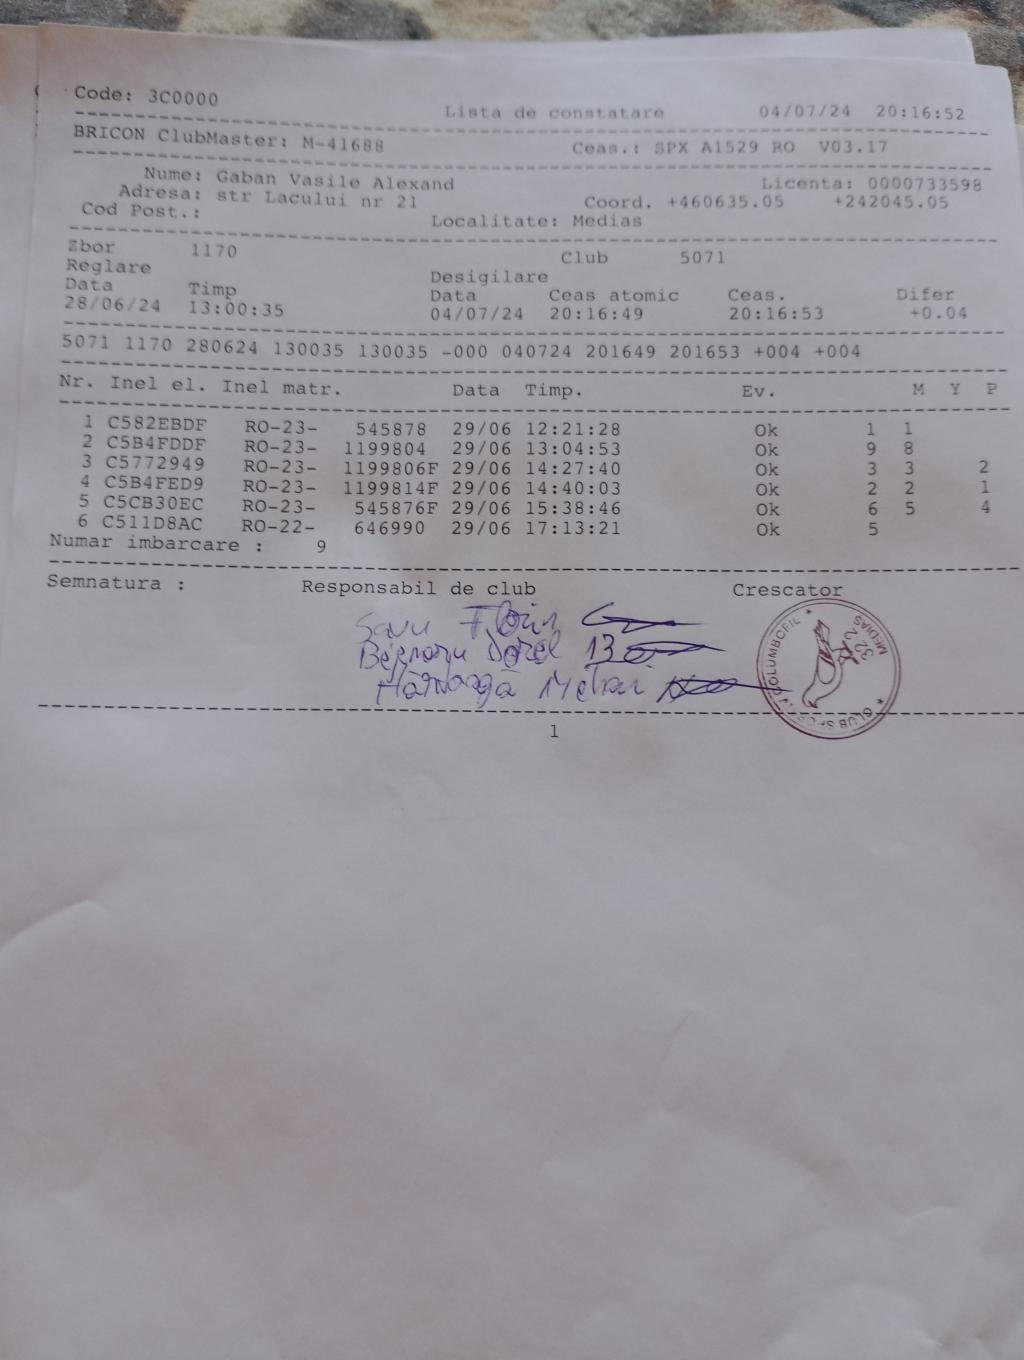 Code: 3C0000
Lista de constatare 04/07/24 20:16:52
BRICON ClubMaster: M-41688 Ceas.: SPX A1529 RO V03.17
Nume: Gaban Vasile Alexand Licenta: 0000733598
Adresa: str Lacului nr 21 Coord. +460635.05 +242045.05
Cod Post.: Localitate: Medias
Zbor 1170 Club 5071
Reglare Desigilare
Data Timp Data Ceas atomic Ceas. Difer
28/06/24 13:00:35 04/07/24 20:16:49 20:16:53 +0.04
5071 1170 280624 130035 130035 -000 040724 201649 201653 +004 +004
Nr. Inel el. Inel matr. Data Timp. Ev. M Y P
1 C582EBDF RO-23- 545878 29/06 12:21:28 Ok 1 1
2 C5B4FDDF RO-23- 1199804 29/06 13:04:53 Ok 9 8
3 C5772949 RO-23- 1199806F 29/06 14:27:40 Ok 3 3 2
4 C5B4FED9 RO-23- 1199814F 29/06 14:40:03 Ok 2 2 1
5 C5CB30EC RO-23- 545876F 29/06 15:38:46 Ok 6 5 4
6 C511D8AC RO-22- 646990 29/06 17:13:21 Ok 5
Numar imbarcare : 9
Semnatura : Responsabil de club Crescator
Savu Florin
Dorel
CLUB SPORTIV COLUMBOFIL
MEDIAS
1